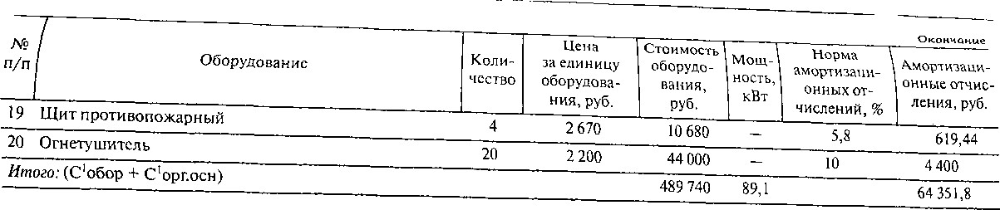 Окончание
№ п/п Оборудование Коли-чество Цена за единицу оборудова-ния, руб. Стоимость оборудо-вания, руб. Мощ-ность, кВт Норма амортизаци-онных от-числений, % Амортизаци-онные отчис-ления, руб.
19 Щит противопожарный 4 2 670 10 680 — 5,8 619,44
20 Огнетушитель 20 2 200 44 000 — 10 4 400
Итого: (С¹обор + С¹орг.осн) 489 740 89,1 64 351,8